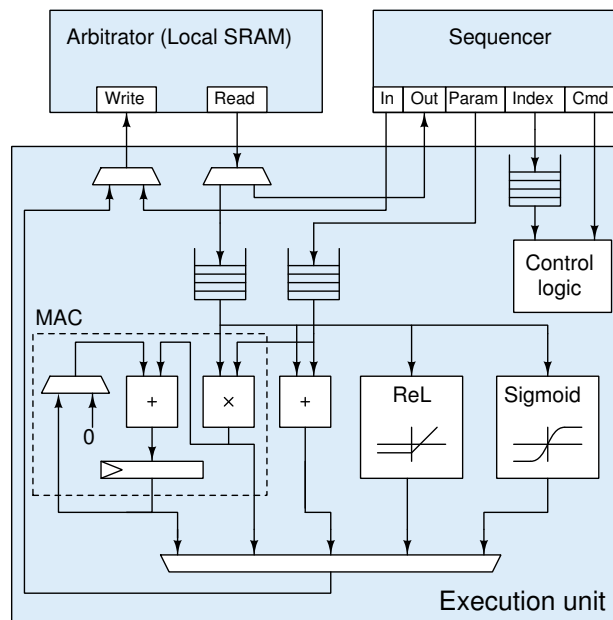 Arbitrator (Local SRAM)
Sequencer
Write
Read
In
Out
Param
Index
Cmd
Control
logic
MAC
+
×
+
ReL
Sigmoid
0
Execution unit